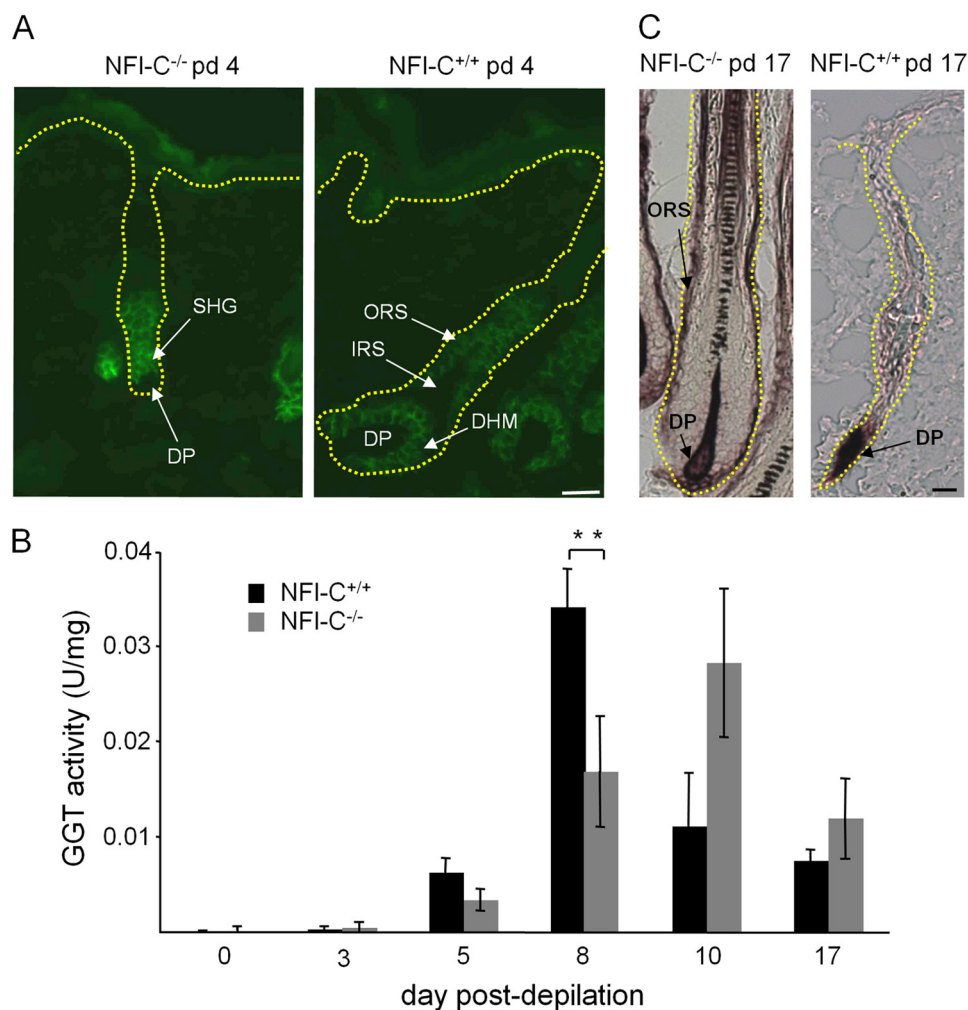 A
NFI-C-/- pd 4
NFI-C+/+ pd 4
SHG
DP
ORS
IRS
DP
DHM
C
NFI-C-/- pd 17
NFI-C+/+ pd 17
ORS
DP
DP
B
GGT activity (U/mg)
0.04
0.03
0.02
0.01
NFI-C+/+
NFI-C-/-
* *
0 3 5 8 10 17
day post-depilation